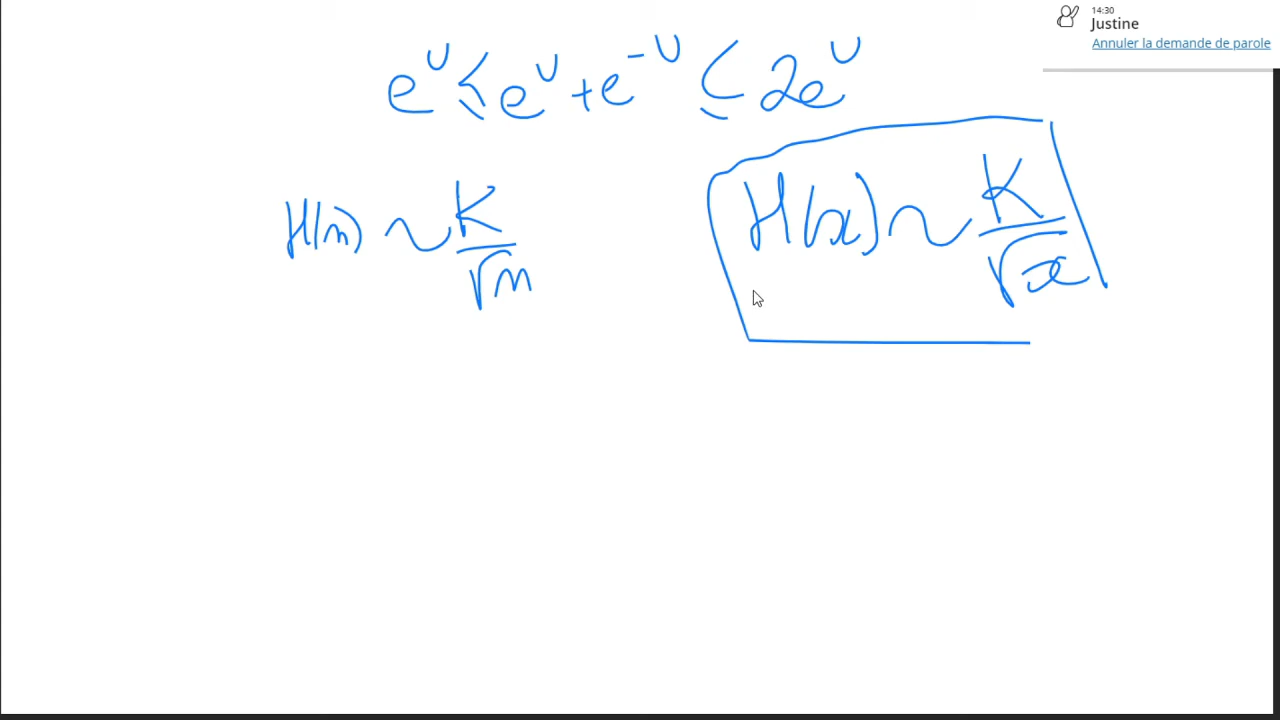 14:30
Justine
Annuler la demande de parole
e^U ≤ e^U + e^-U ≤ 2e^U
H(n) ~ K/√n
H(x) ~ K/√x